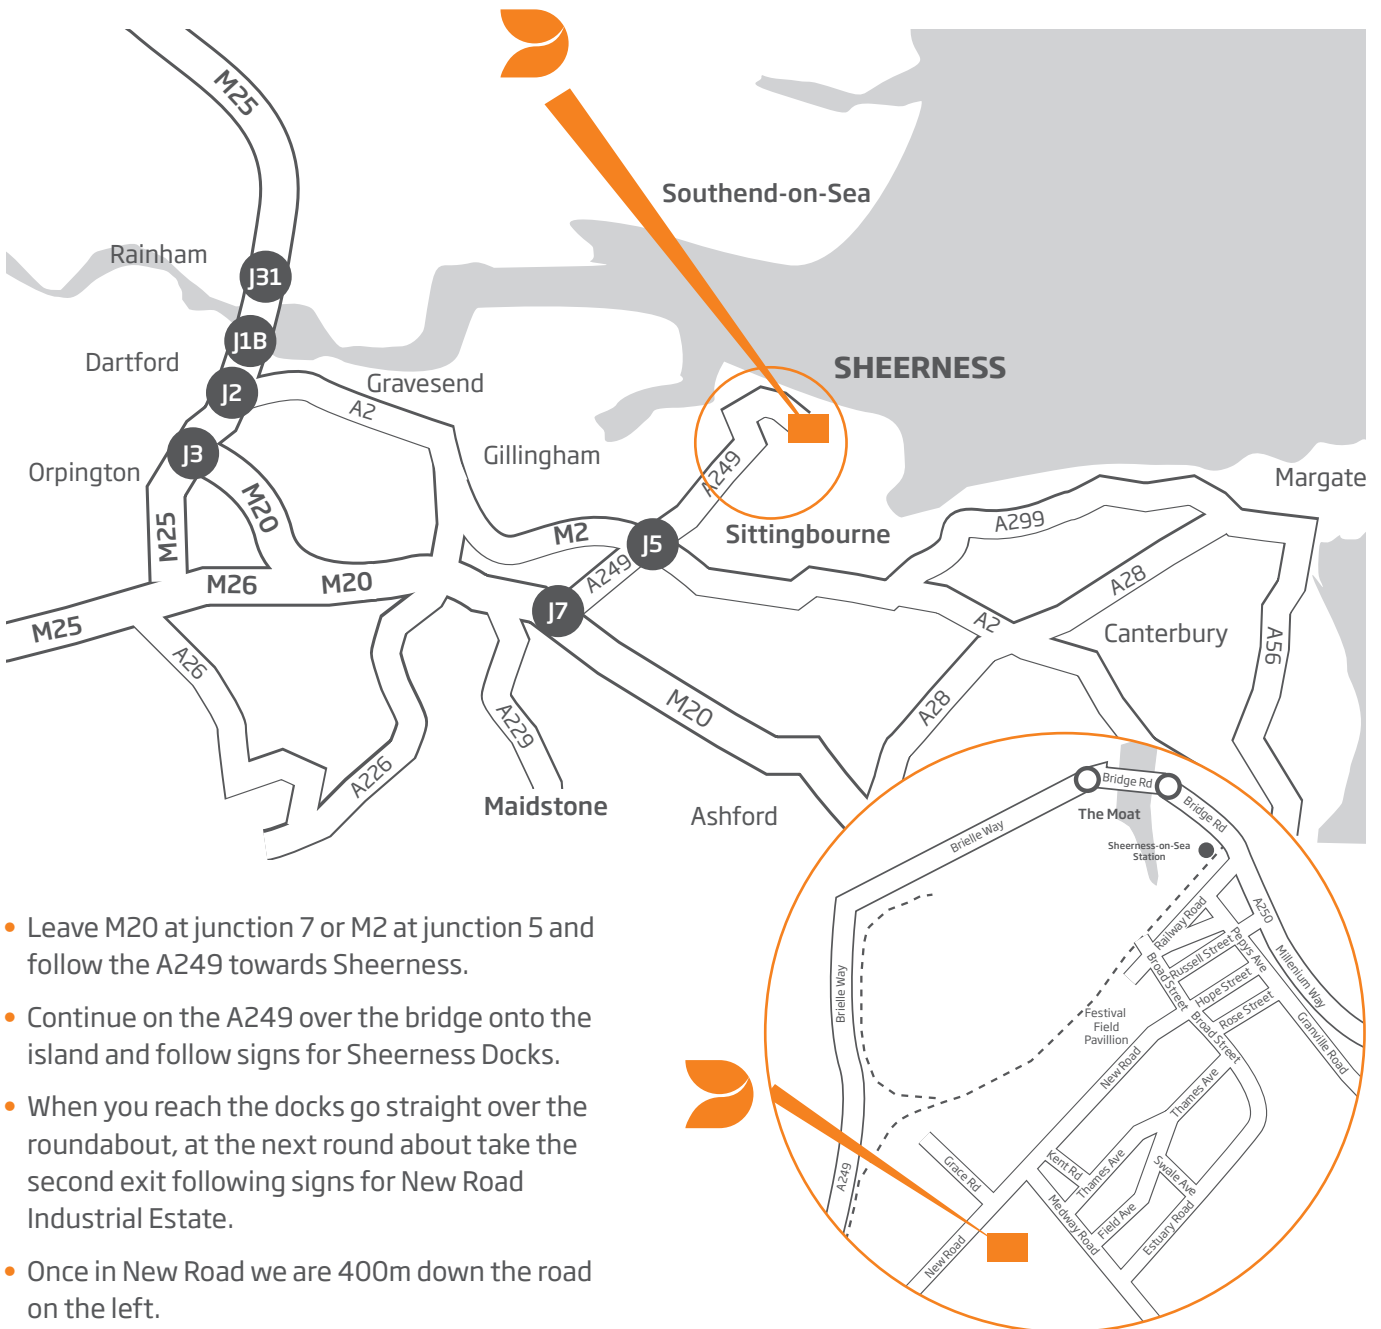 M25
Southend-on-Sea
Rainham
J31
J1B
Dartford
SHEERNESS
J2
Gravesend
A2
J3
Gillingham
Orpington
A249
Margate
M20
M25
M2
J5
Sittingbourne
A299
M26
M20
A249
J7
A28
A2
Canterbury
M25
A26
A56
M20
A28
A229
A226
Maidstone
Ashford
Bridge Rd
The Moat
Bridge Rd
Brielle Way
Sheerness-on-Sea
Station
A250
Railway Road
Russell Street
Pepys Ave
Broad Street
Hope Street
Millenium Way
Brielle Way
Rose Street
Festival
Field
Pavillion
Broad Street
Granville Road
New Road
Thames Ave
Kent Rd
Thames Ave
Swale Ave
A249
Grace Rd
Medway Road
Field Ave
Estuary Road
New Road
• Leave M20 at junction 7 or M2 at junction 5 and
follow the A249 towards Sheerness.
• Continue on the A249 over the bridge onto the
island and follow signs for Sheerness Docks.
• When you reach the docks go straight over the
roundabout, at the next round about take the
second exit following signs for New Road
Industrial Estate.
• Once in New Road we are 400m down the road
on the left.